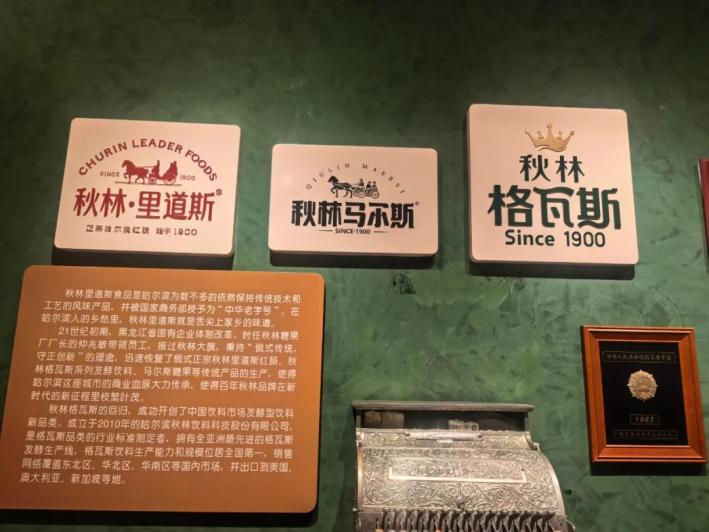 CHURIN LEADER FOODS
SINCE 1900
秋林·里道斯®
正宗哈尔滨红肠 始于1900
QIULIN MAERSI
秋林马尔斯®
SINCE·1900
秋林
格瓦斯
Since 1900
秋林里道斯食品是哈尔滨为数不多的依然保持传统技术和
工艺的风味产品，并被国家商务部授予为“中华老字号”。在
哈尔滨人的乡愁里，秋林里道斯就是舌尖上家乡的味道。
21世纪初期，黑龙江省国有企业体制改革，时任秋林糖果
厂厂长的仲兆敏带领员工，接过秋林大旗，秉持“俄式传统，
守正创新”的理念，迅速恢复了俄式正宗秋林里道斯红肠、秋
林格瓦斯系列发酵饮料、马尔斯糖果等传统产品的生产，使得
哈尔滨这座城市的商业血脉大力传承，使得百年秋林品牌在新
时代的新征程里枝繁叶茂。
秋林格瓦斯的回归，成功开创了中国饮料市场发酵型饮料
新品类。成立于2010年的哈尔滨秋林饮料科技股份有限公司，
是格瓦斯品类的行业标准制定者，拥有全亚洲最先进的格瓦斯
发酵生产线，格瓦斯饮料生产能力和规模位居全国第一，销售
网络覆盖东北区、华北区、华南区等国内市场，并出口到美国、
澳大利亚、新加坡等地。
1985